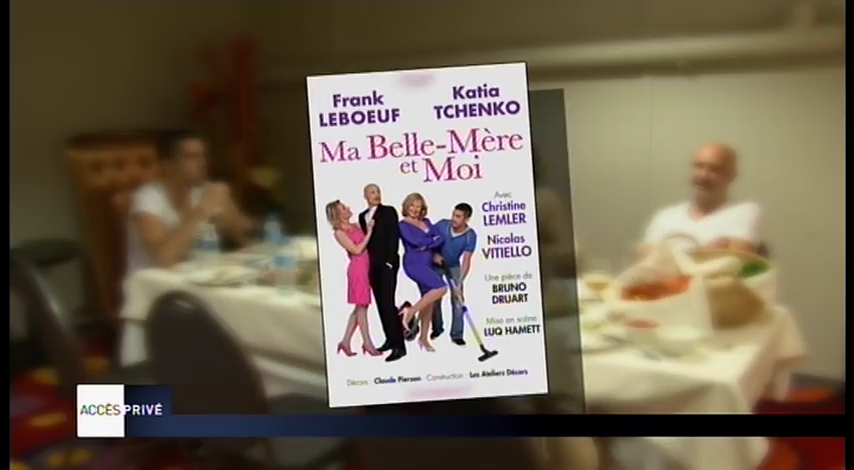 Frank
LEBOEUF
Katia
TCHENKO
Ma Belle-Mère
et Moi
Avec
Christine
LEMLER
Nicolas
VITIELLO
Une pièce de
BRUNO
DRUART
Mise en scène
LUQ HAMETT
Décors : Claude Pierson - Construction : Les Ateliers Décors
ACCÈS PRIVÉ